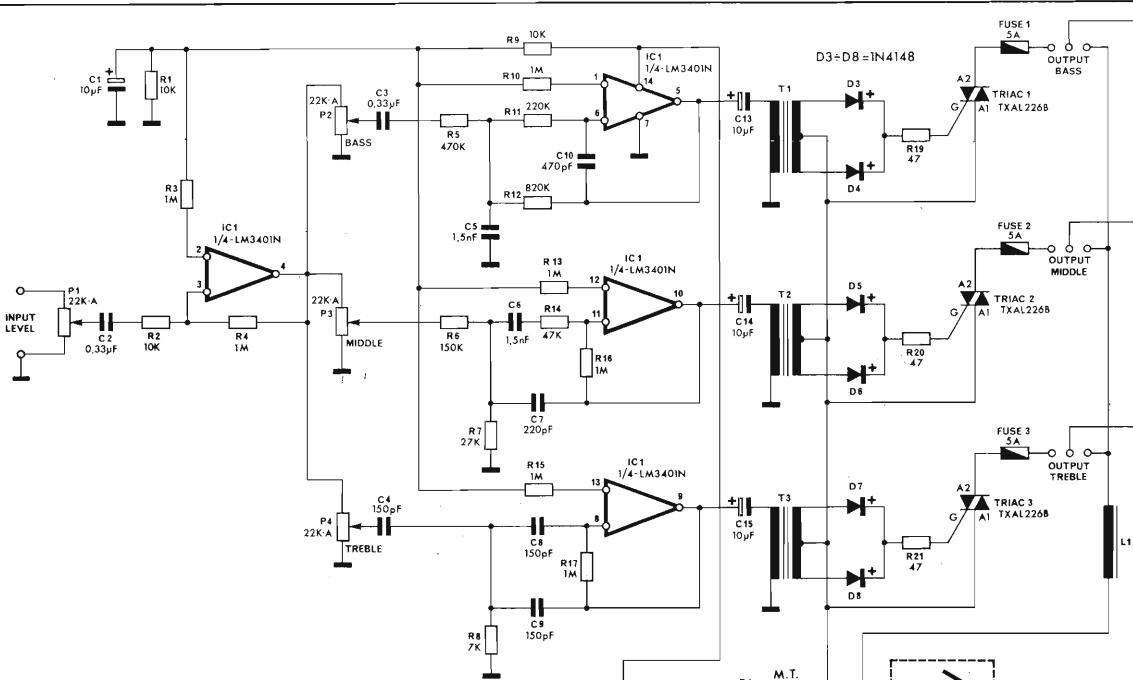 FUSE 1
5A
R9
10K
IC1
1/4-LM3401N
D3÷D8=1N4148
OUTPUT
BASS
C1
+
10µF
R1
10K
R10
1M
1
14
5
6
7
22K·A
P2
BASS
C3
0,33µF
R5
470K
R11
220K
C10
470pF
R12
820K
C5
1,5nF
+
C13
10µF
T1
D3
+
D4
+
R19
47
A2
G
A1
TRIAC 1
TXAL226B
R3
1M
IC1
1/4-LM3401N
2
3
4
P1
22K·A
INPUT
LEVEL
C2
0,33µF
R2
10K
R4
1M
22K·A
P3
MIDDLE
R6
150K
C6
1,5nF
R 13
1M
R14
47K
IC1
1/4-LM3401N
12
11
10
R16
1M
C7
220pF
R7
27K
+
C14
10µF
T2
D5
+
D6
+
R20
47
FUSE 2
5A
OUTPUT
MIDDLE
A2
G
A1
TRIAC 2
TXAL226B
P4
22K·A
TREBLE
C4
150pF
R15
1M
IC1
1/4-LM3401N
13
8
9
C8
150pF
R17
1M
C9
150pF
R8
7K
+
C15
10µF
T3
D7
+
D8
+
R21
47
FUSE 3
5A
OUTPUT
TREBLE
A2
G
A1
TRIAC 3
TXAL226B
L1
M.T.